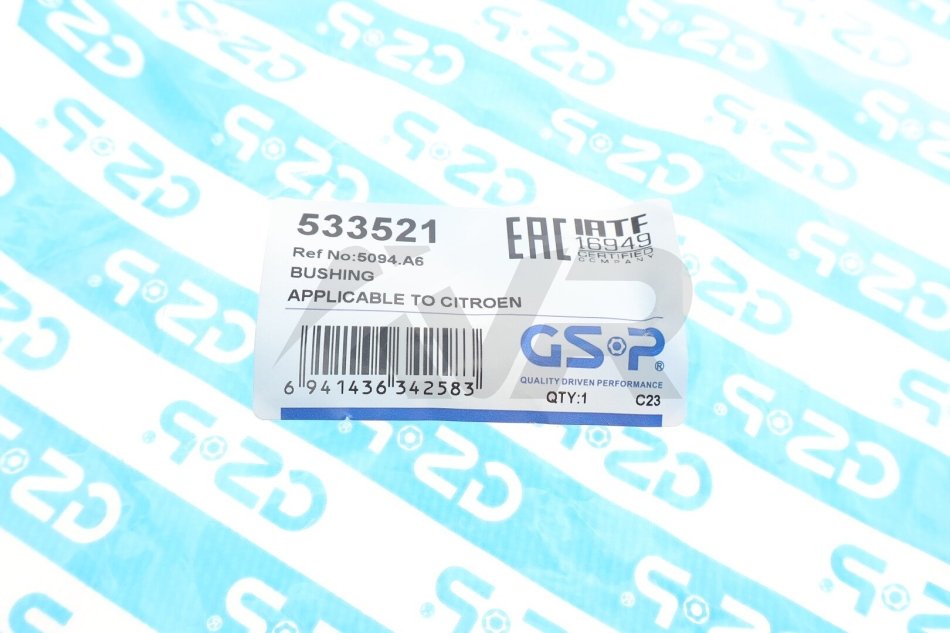 533521
Ref No:5094.A6
BUSHING
APPLICABLE TO CITROEN
EAC IATF
16949
CERTIFIED
COMPANY
6 941436 342583
GSP®
QUALITY DRIVEN PERFORMANCE
QTY:1 C23